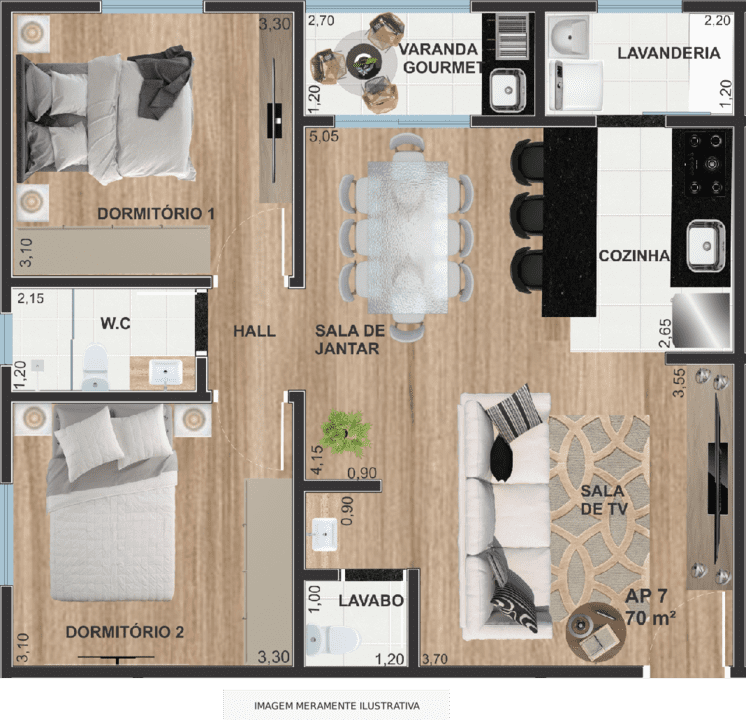 3,30
2,70
VARANDA
GOURMET
1,20
2,20
LAVANDERIA
1,20
5,05
DORMITÓRIO 1
3,10
COZINHA
2,15
W.C
1,20
HALL
SALA DE
JANTAR
2,65
3,55
4,15
0,90
0,90
SALA
DE TV
1,00
LAVABO
1,20
AP 7
70 m²
DORMITÓRIO 2
3,10
3,30
3,70
IMAGEM MERAMENTE ILUSTRATIVA